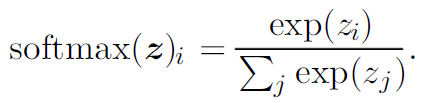 softmax(z)_i = exp(z_i) / ∑_j exp(z_j).